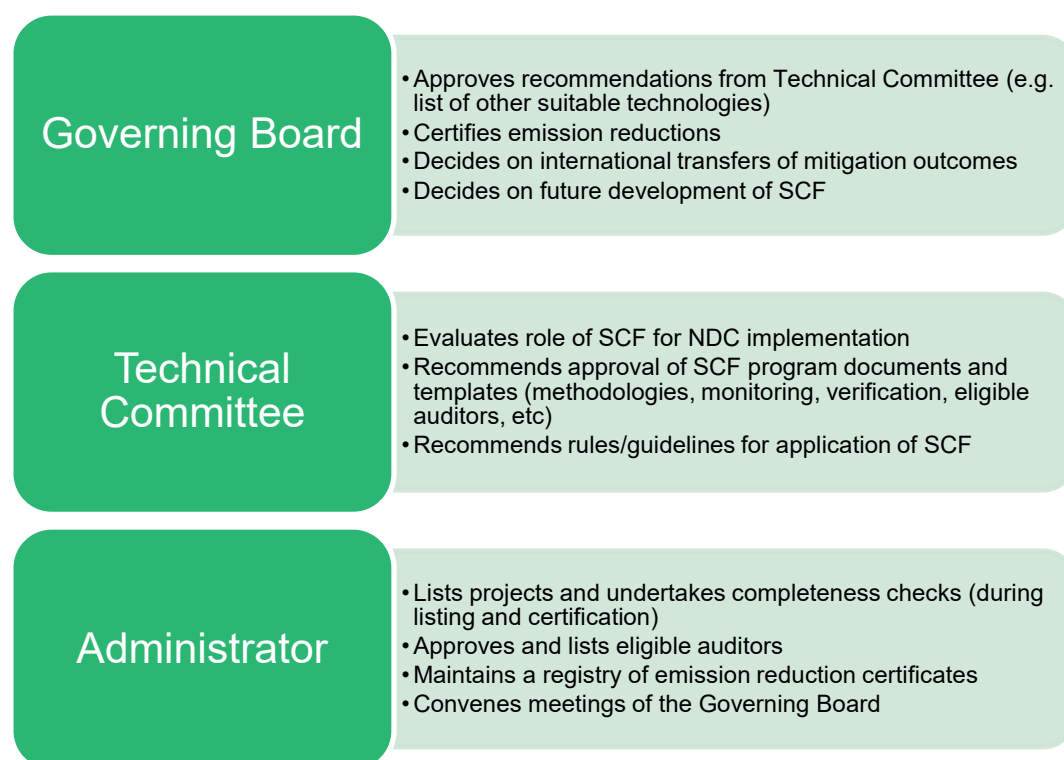 Governing Board
•Approves recommendations from Technical Committee (e.g.
list of other suitable technologies)
•Certifies emission reductions
•Decides on international transfers of mitigation outcomes
•Decides on future development of SCF
Technical
Committee
•Evaluates role of SCF for NDC implementation
•Recommends approval of SCF program documents and
templates (methodologies, monitoring, verification, eligible
auditors, etc)
•Recommends rules/guidelines for application of SCF
Administrator
•Lists projects and undertakes completeness checks (during
listing and certification)
•Approves and lists eligible auditors
•Maintains a registry of emission reduction certificates
•Convenes meetings of the Governing Board